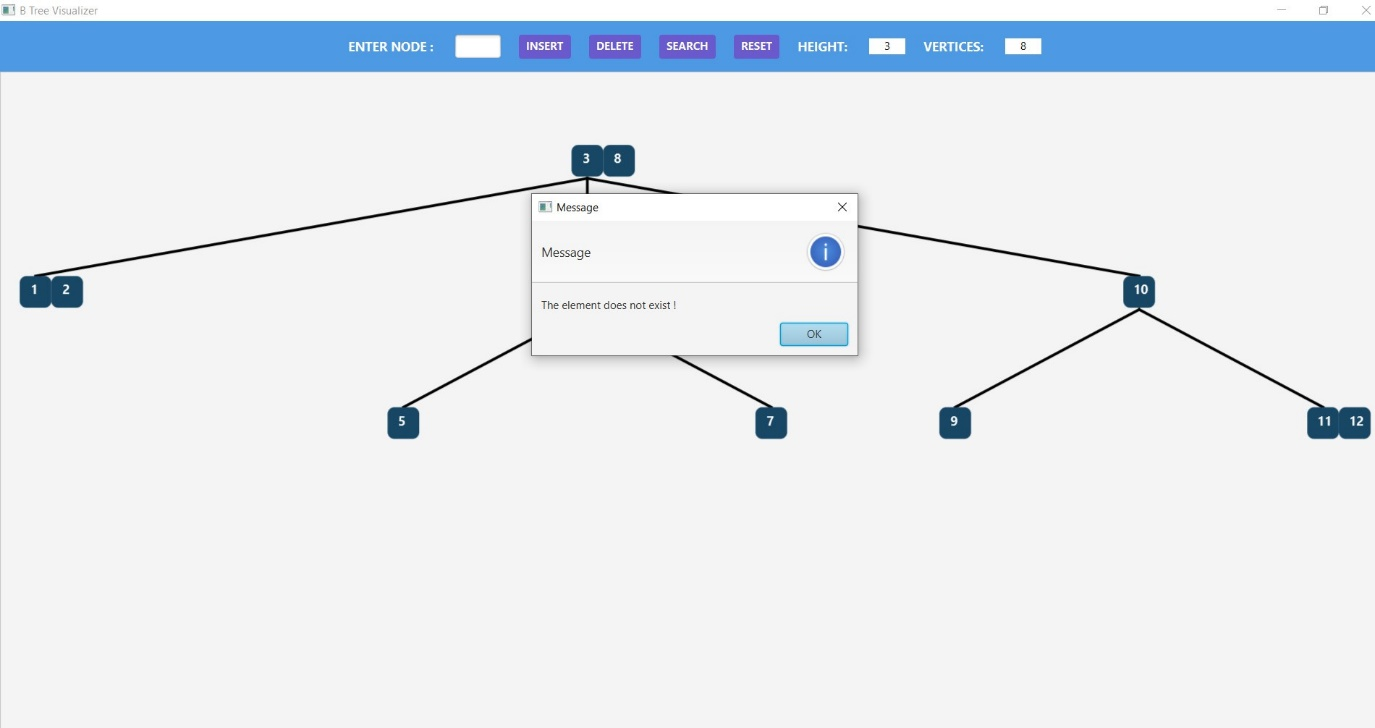 B Tree Visualizer
ENTER NODE : INSERT DELETE SEARCH RESET HEIGHT: 3 VERTICES: 8
3 8
Message
Message
The element does not exist !
OK
1 2
10
5
7
9
11 12